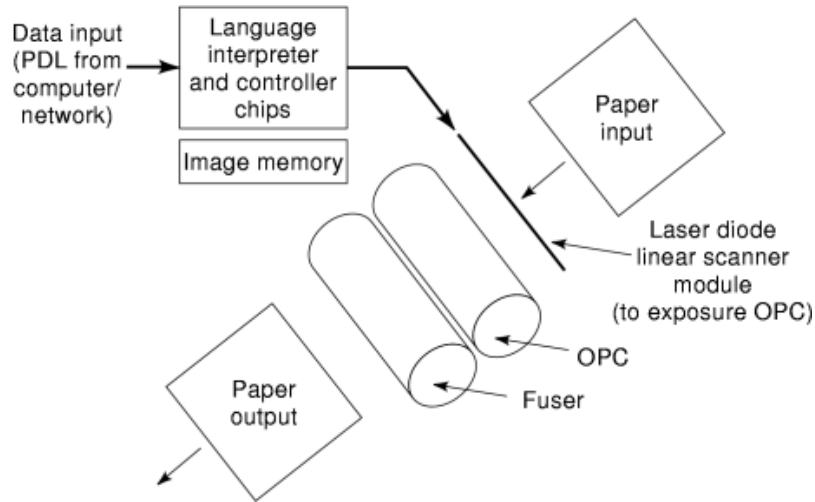 Data input
(PDL from
computer/
network)
Language
interpreter
and controller
chips
Image memory
Paper
input
Laser diode
linear scanner
module
(to exposure OPC)
OPC
Fuser
Paper
output